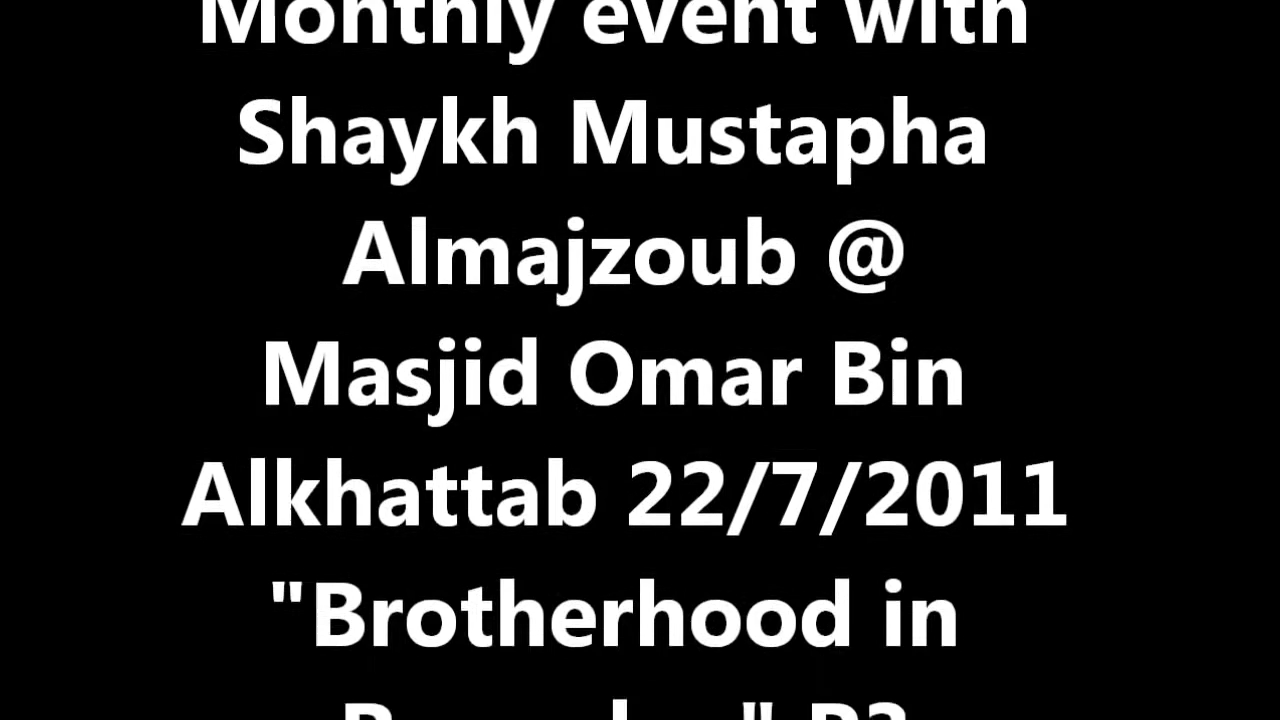 Monthly event with
Shaykh Mustapha
Almajzoub @
Masjid Omar Bin
Alkhattab 22/7/2011
"Brotherhood in